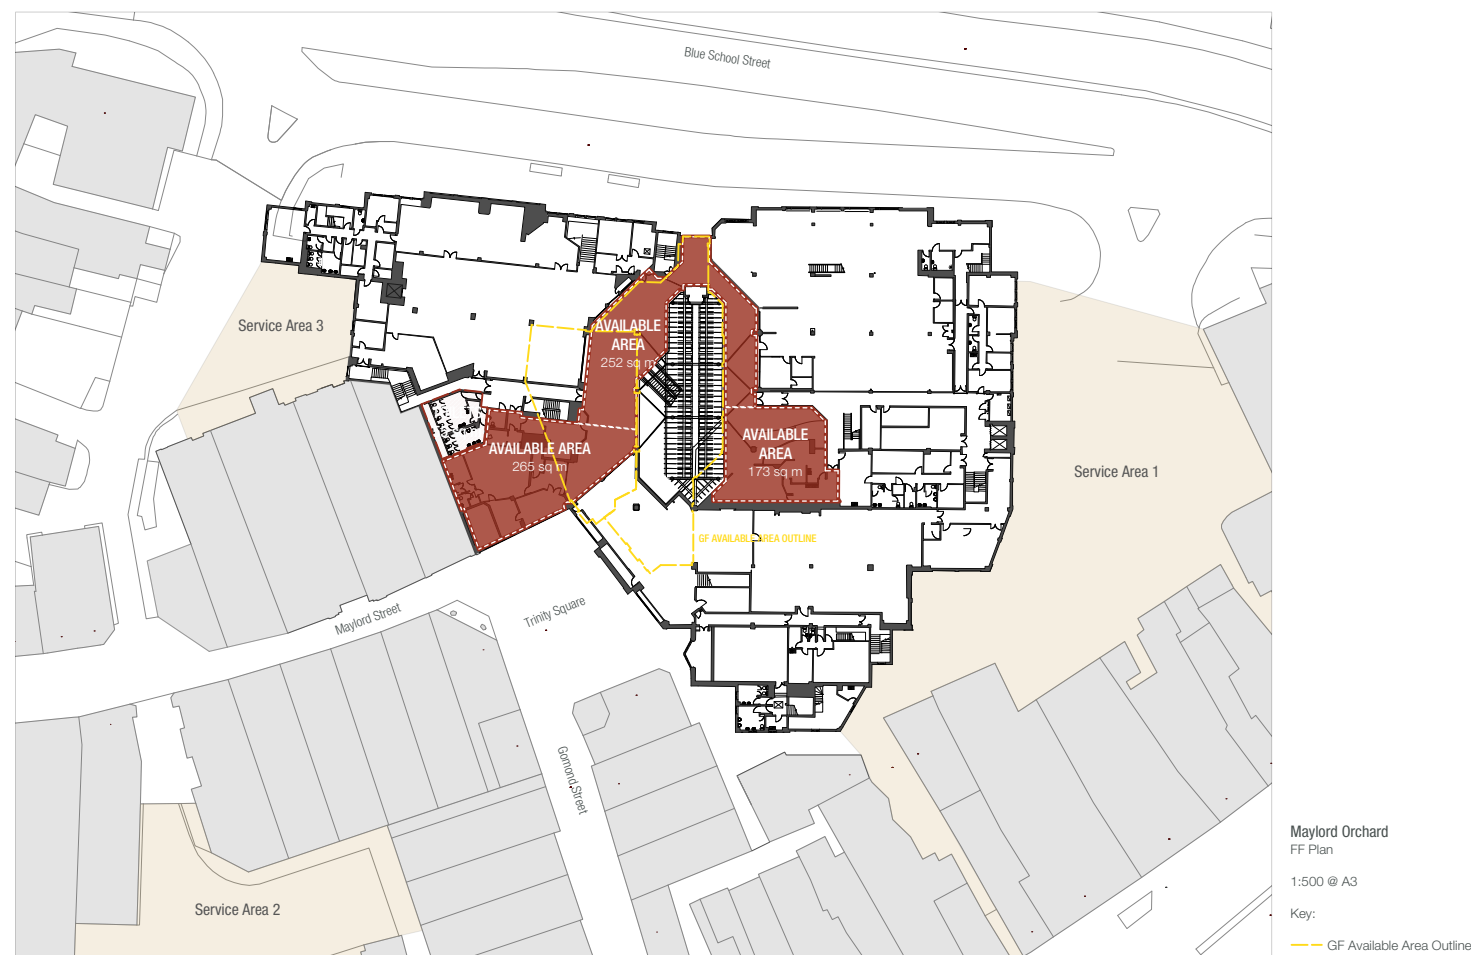 Blue School Street
Service Area 3
AVAILABLE
AREA
252 sq m
AVAILABLE AREA
265 sq m
AVAILABLE
AREA
173 sq m
Service Area 1
GF AVAILABLE AREA OUTLINE
Maylord Street
Trinity Square
Gomond Street
Service Area 2
Maylord Orchard
FF Plan
1:500 @ A3
Key:
GF Available Area Outline